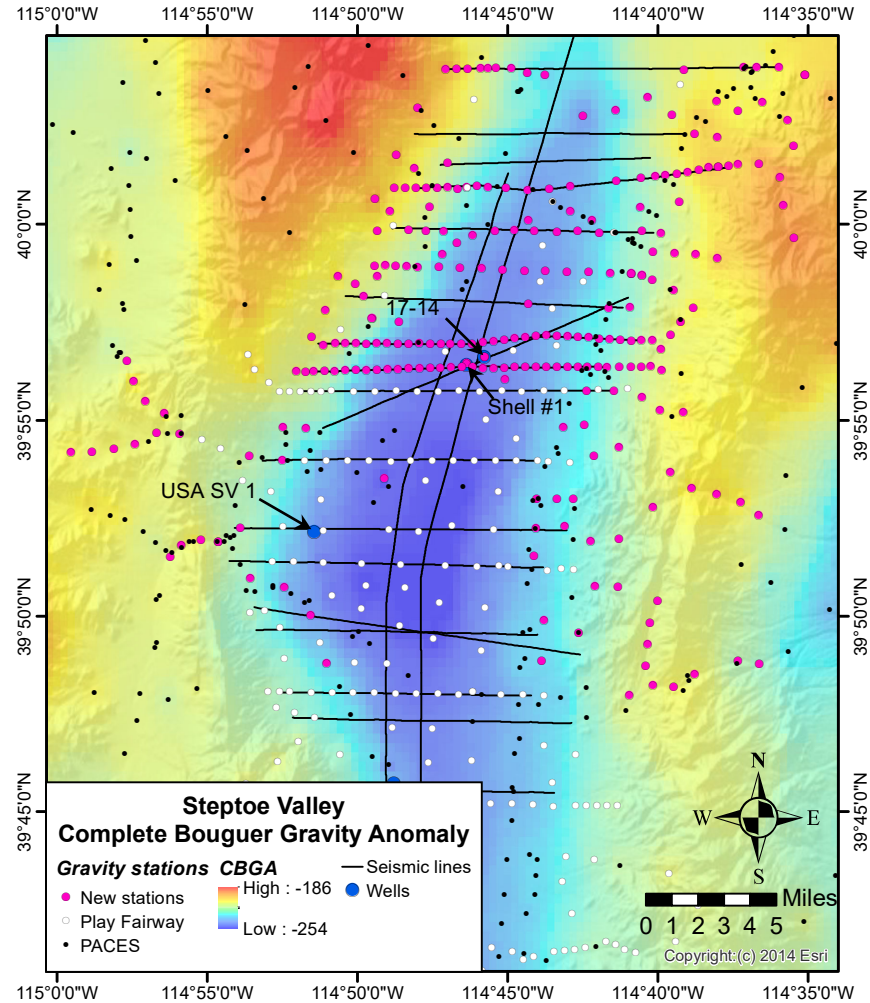 115°0'0"W 114°55'0"W 114°50'0"W 114°45'0"W 114°40'0"W 114°35'0"W
40°0'0"N 40°0'0"N
17-14
Shell #1
39°55'0"N 39°55'0"N
USA SV 1
39°50'0"N 39°50'0"N
39°45'0"N 39°45'0"N
Steptoe Valley
Complete Bouguer Gravity Anomaly
Gravity stations CBGA
New stations
Play Fairway
PACES
High : -186
Low : -254
Seismic lines
Wells
N
W E
S
Miles
0 1 2 3 4 5
Copyright:(c) 2014 Esri
115°0'0"W 114°55'0"W 114°50'0"W 114°45'0"W 114°40'0"W 114°35'0"W